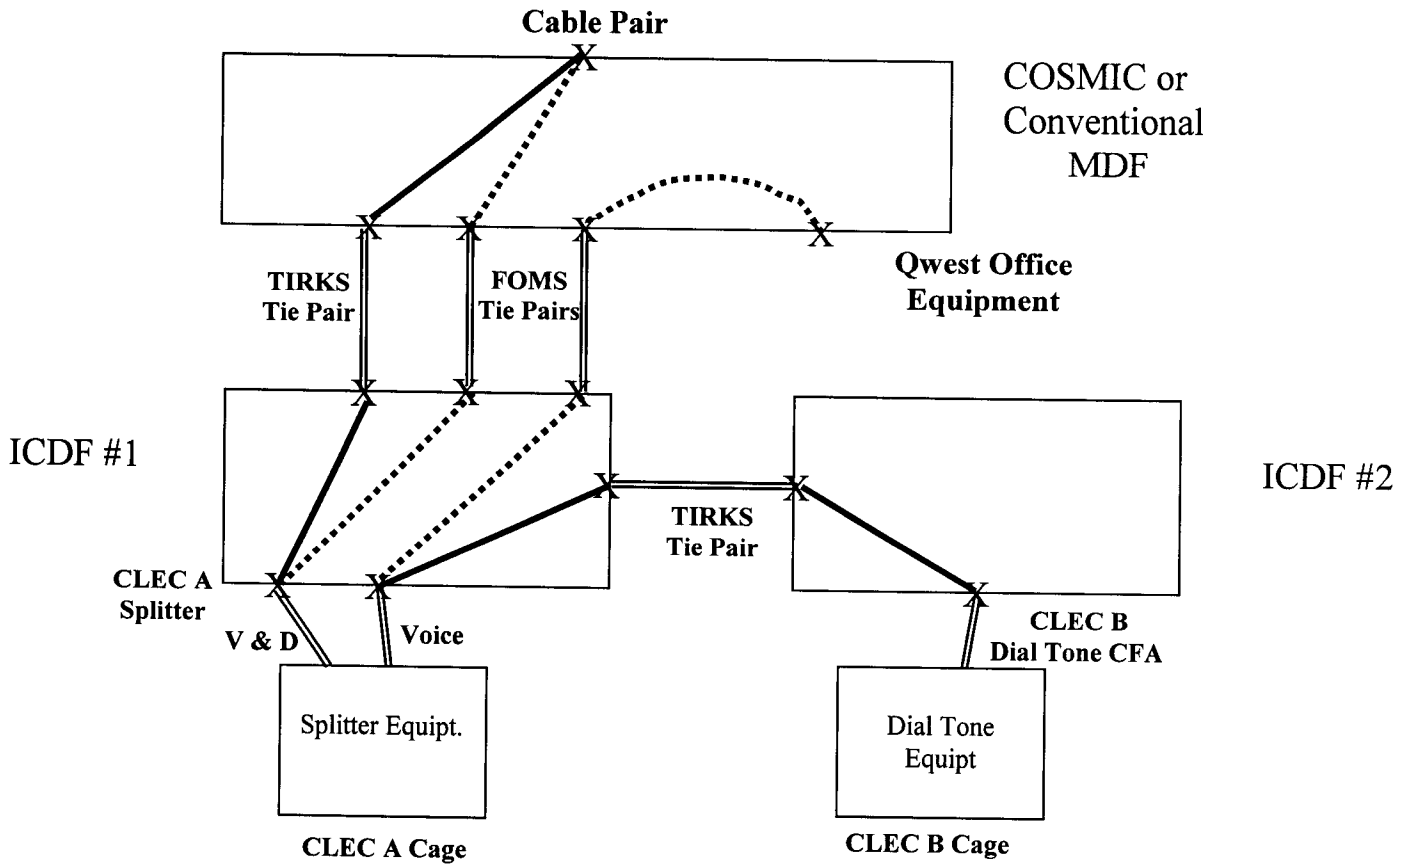 Cable Pair
COSMIC or
Conventional
MDF
X
X
X
X
X
Qwest Office
Equipment
TIRKS
Tie Pair
FOMS
Tie Pairs
X
X
X
ICDF #1
X
X
ICDF #2
TIRKS
Tie Pair
CLEC A
Splitter
X
X
X
V & D
Voice
CLEC B
Dial Tone CFA
Splitter Equipt.
Dial Tone
Equipt
CLEC A Cage
CLEC B Cage